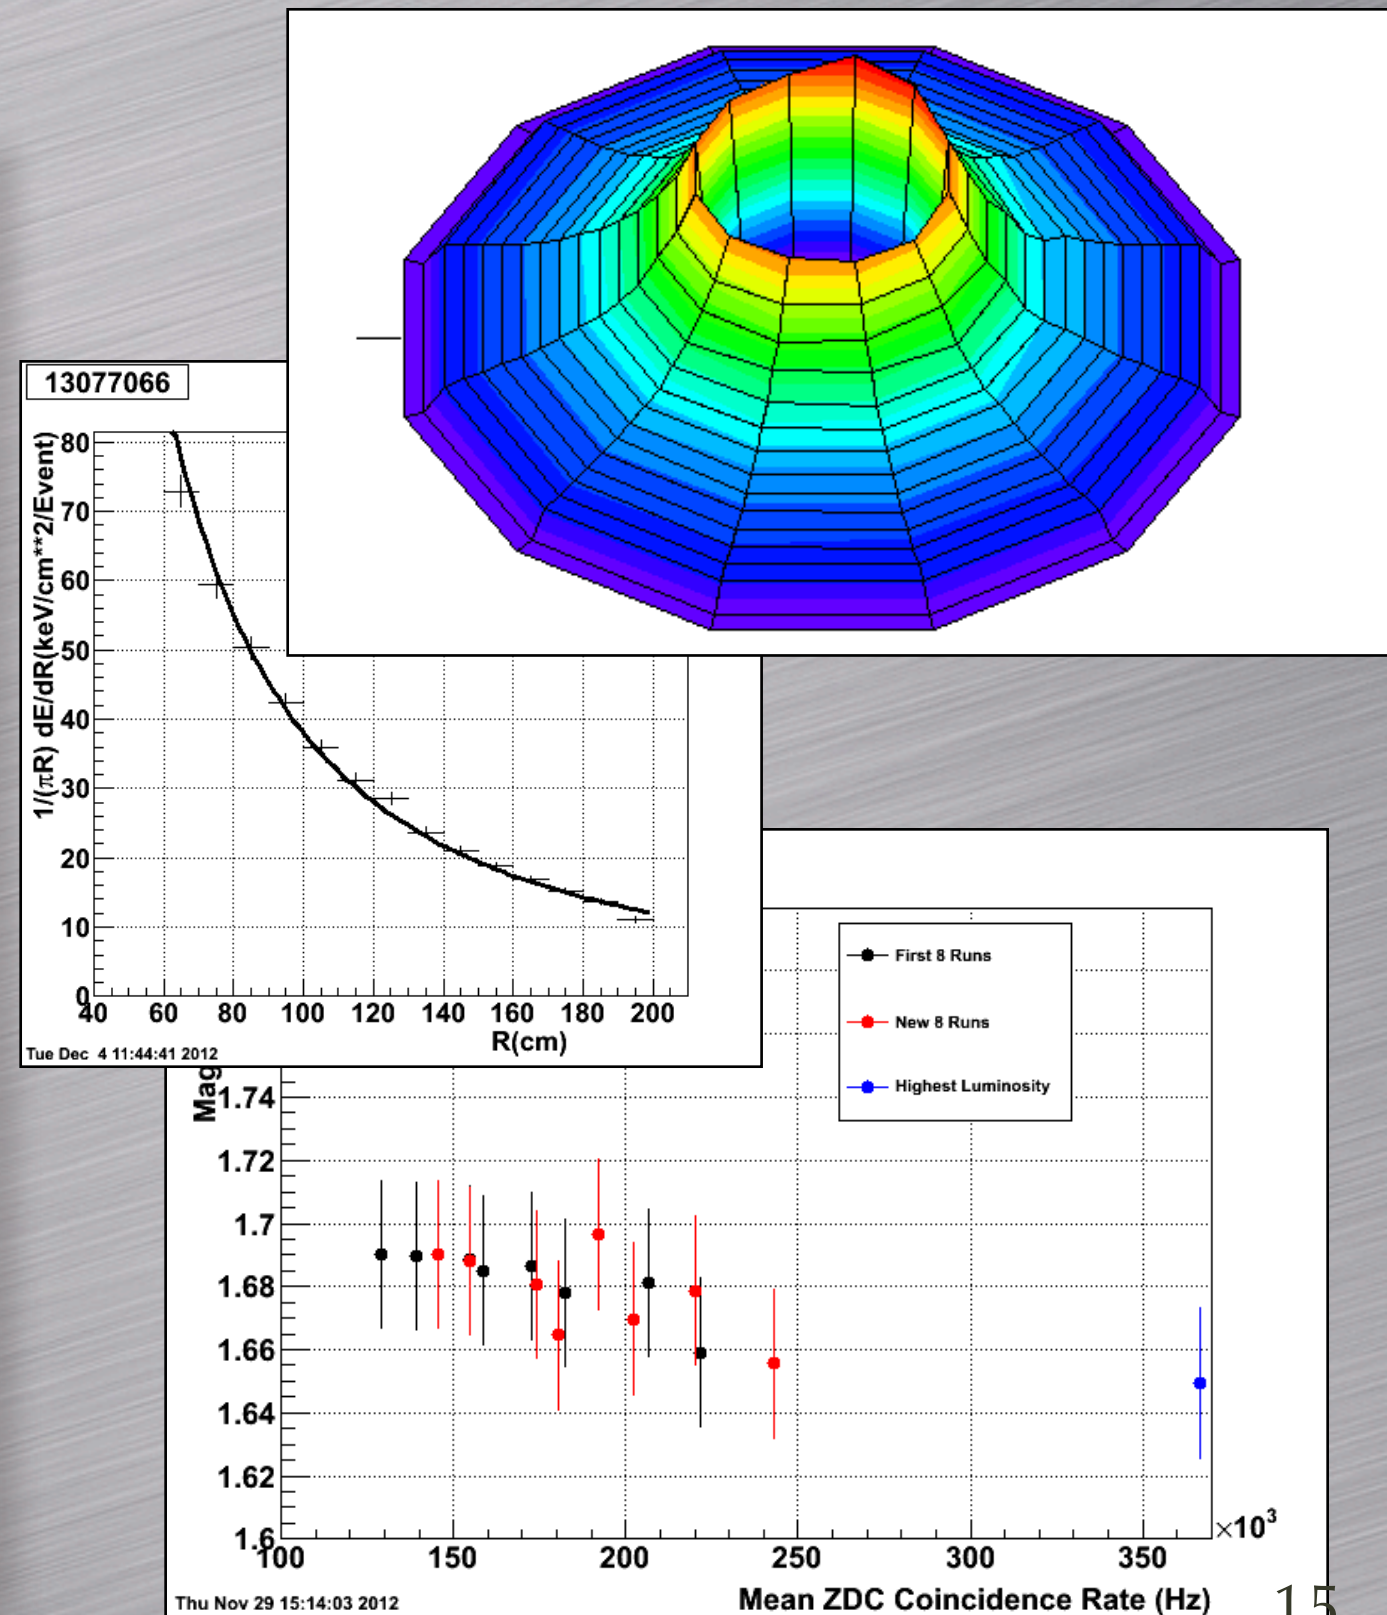 13077066
1/(πR) dE/dR(keV/cm**2/Event)
80
70
60
50
40
30
20
10
0
40 60 80 100 120 140 160 180 200
R(cm)
Tue Dec 4 11:44:41 2012
First 8 Runs
New 8 Runs
Highest Luminosity
1.74
1.72
1.7
1.68
1.66
1.64
1.62
1.6
100 150 200 250 300 350
×10³
Mean ZDC Coincidence Rate (Hz)
Thu Nov 29 15:14:03 2012
15